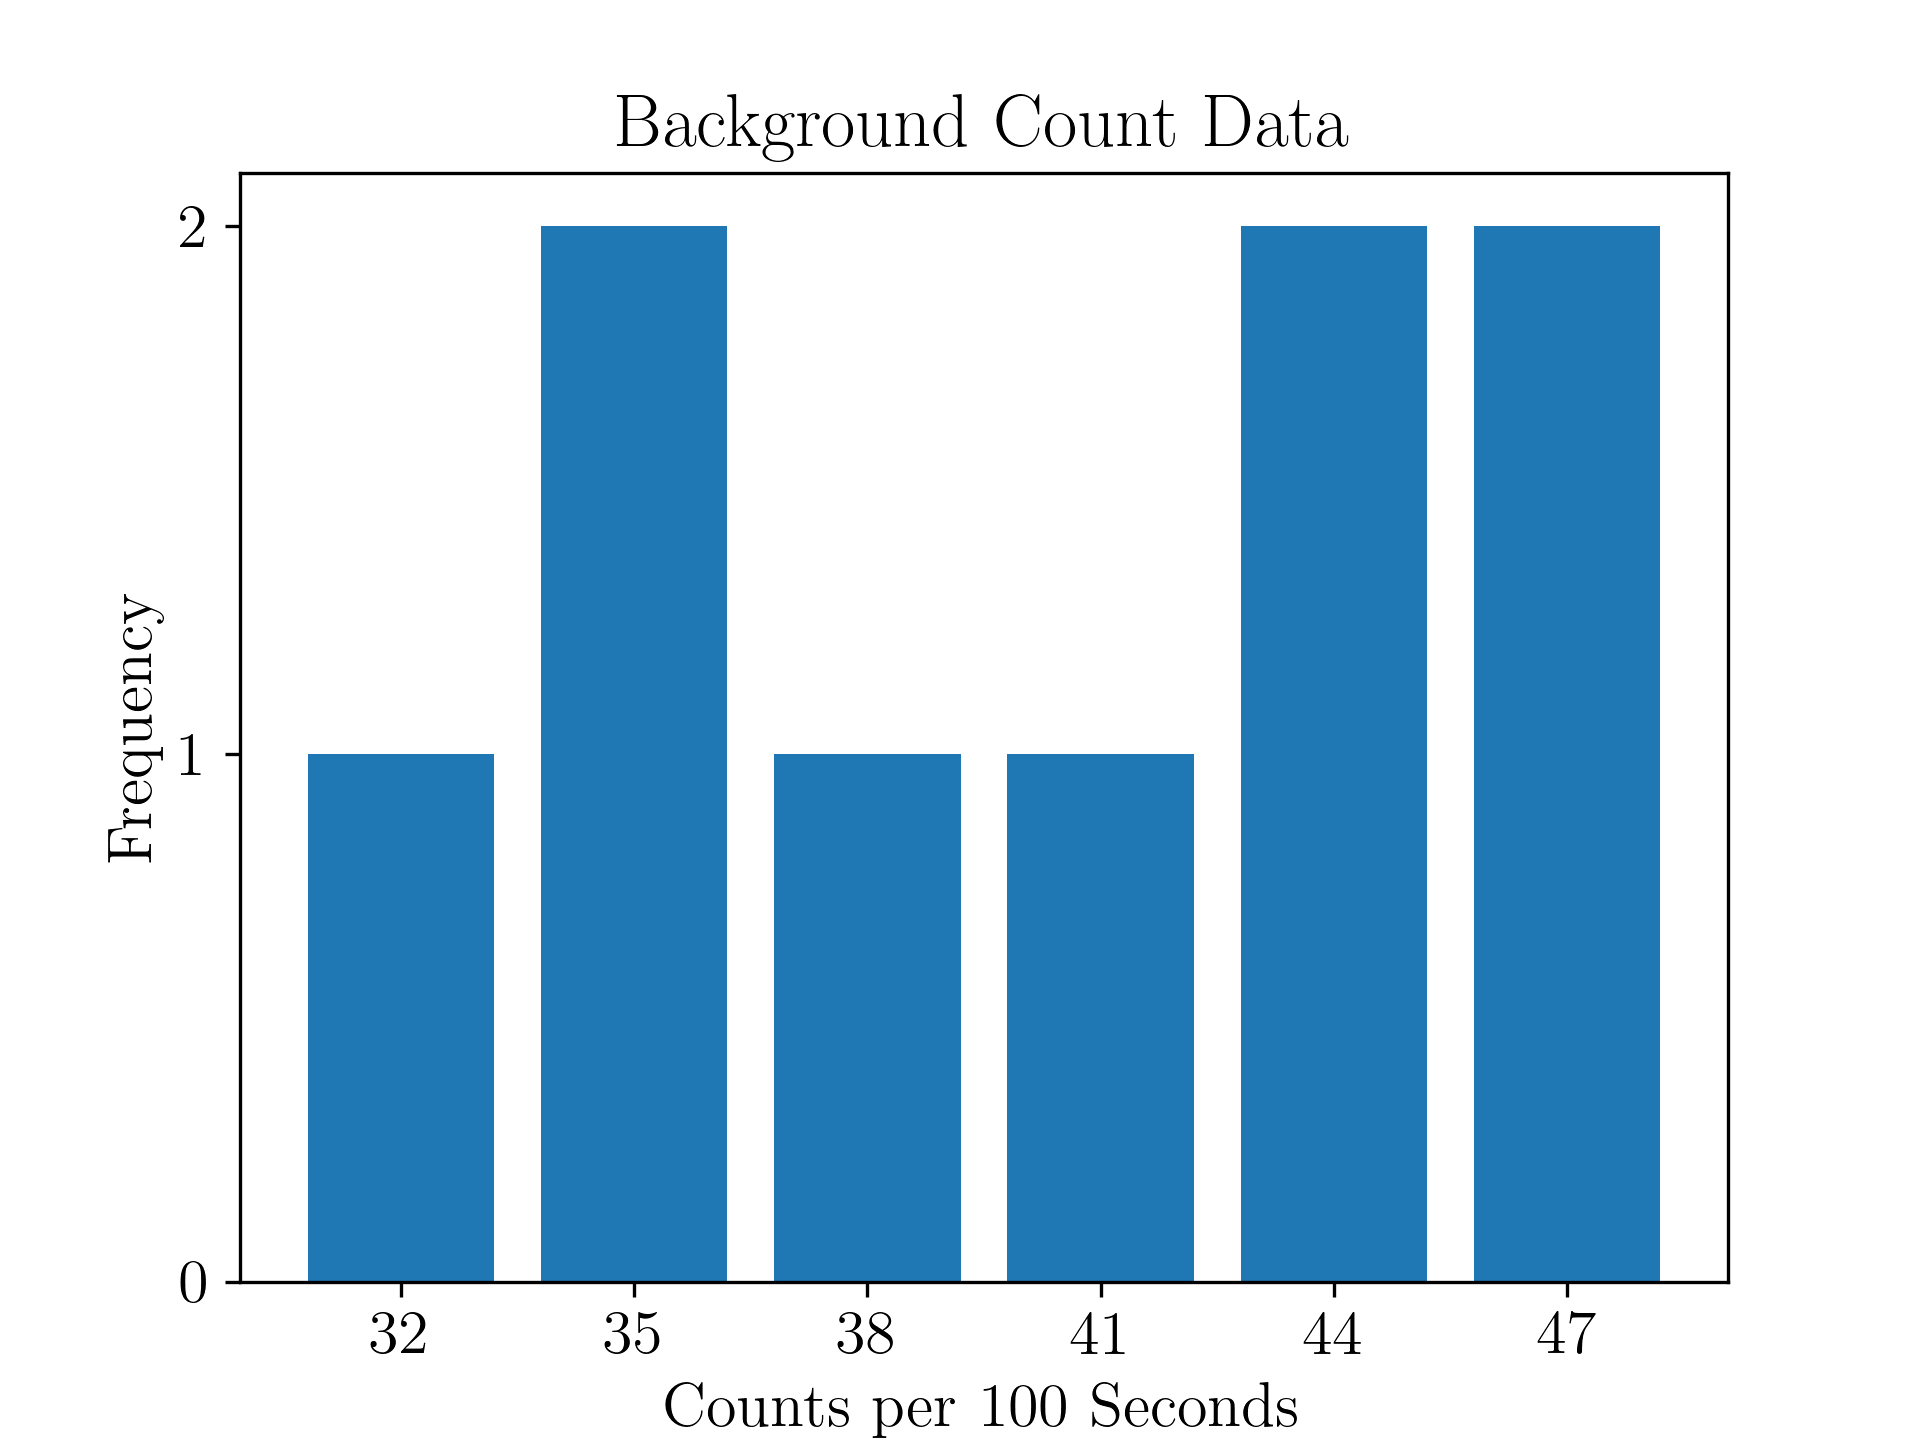 Background Count Data
Frequency
2
1
0
32 35 38 41 44 47
Counts per 100 Seconds